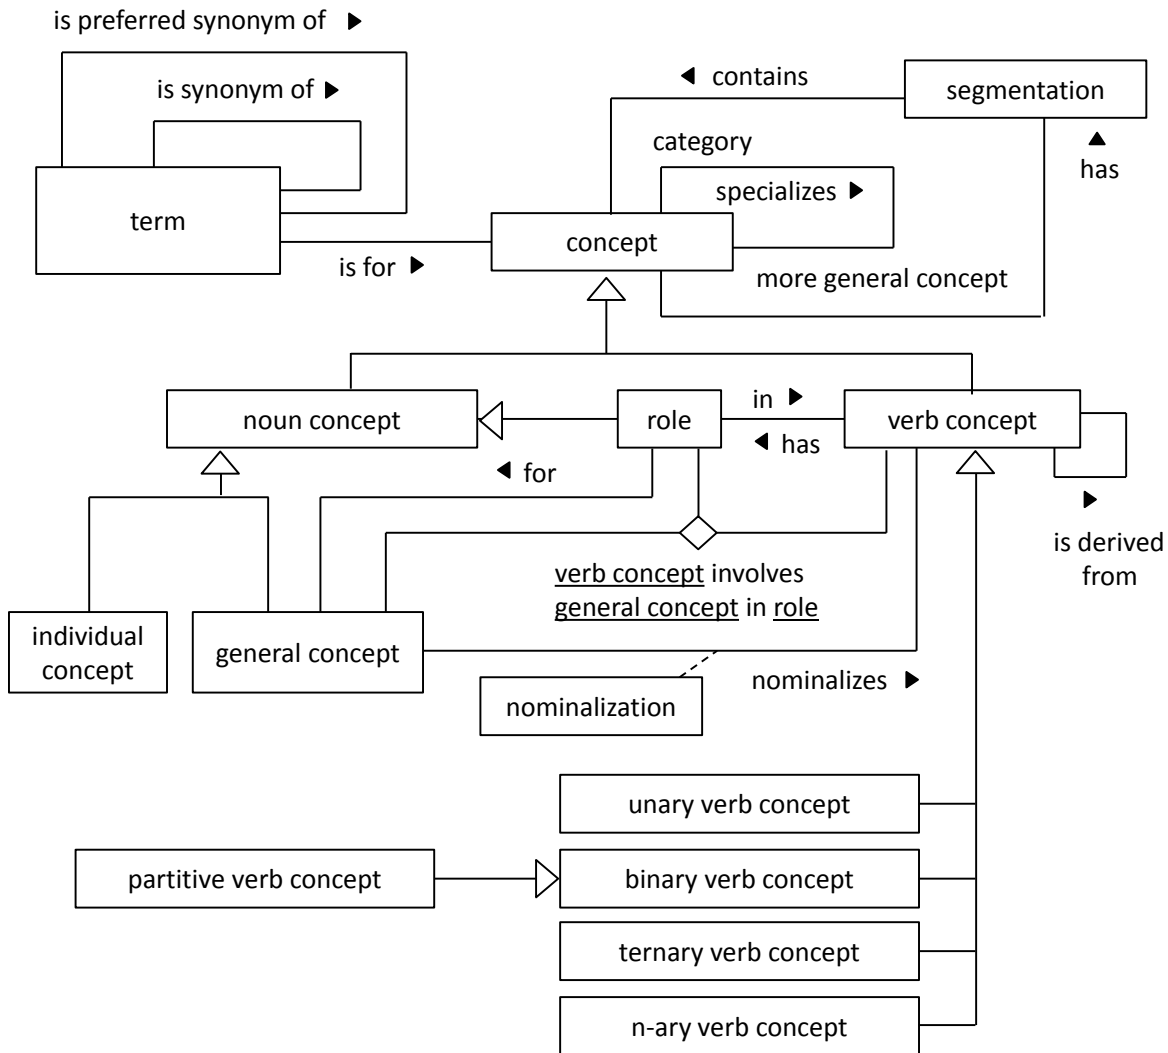 is preferred synonym of ▶
is synonym of ▶
◀ contains
segmentation
category
▲
has
specializes ▶
term
concept
is for ▶
more general concept
noun concept
role
in ▶
◀ has
verb concept
◀ for
▶
is derived
from
verb concept involves
general concept in role
individual
concept
general concept
nominalizes ▶
nominalization
unary verb concept
partitive verb concept
binary verb concept
ternary verb concept
n-ary verb concept